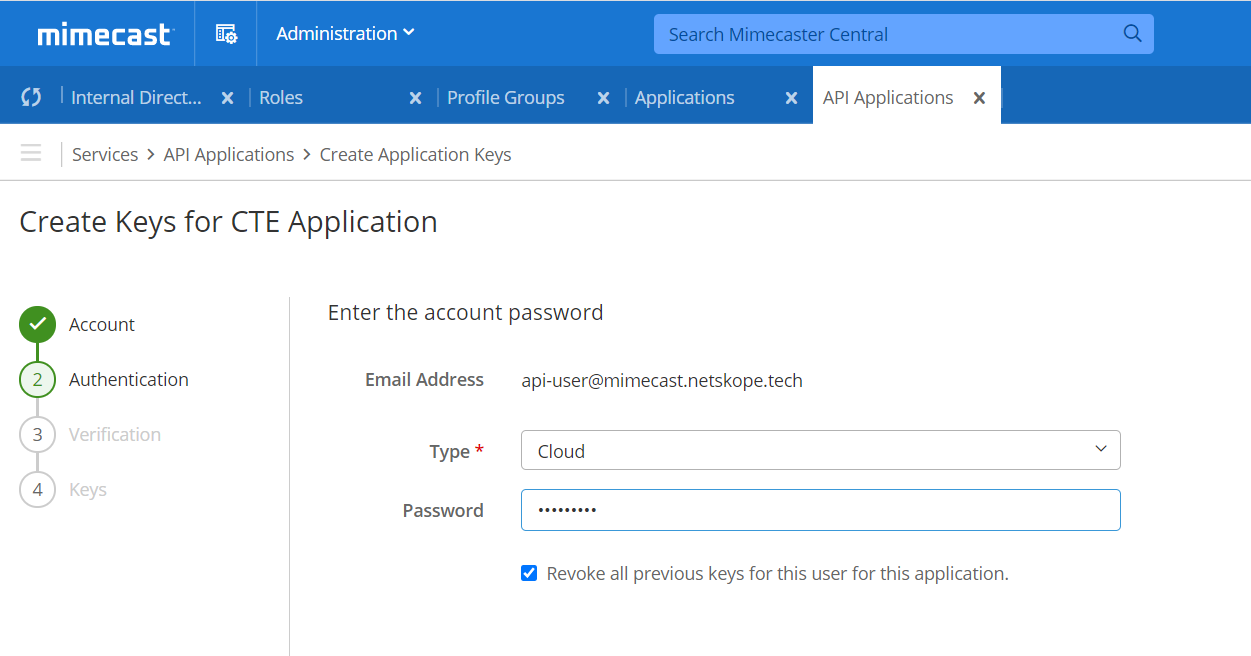 mimecast Administration Search Mimecaster Central
Internal Direct... Roles Profile Groups Applications API Applications
Services > API Applications > Create Application Keys
Create Keys for CTE Application
Enter the account password
Account
2 Authentication
3 Verification
4 Keys
Email Address api-user@mimecast.netskope.tech
Type * Cloud
Password •••••••••
Revoke all previous keys for this user for this application.